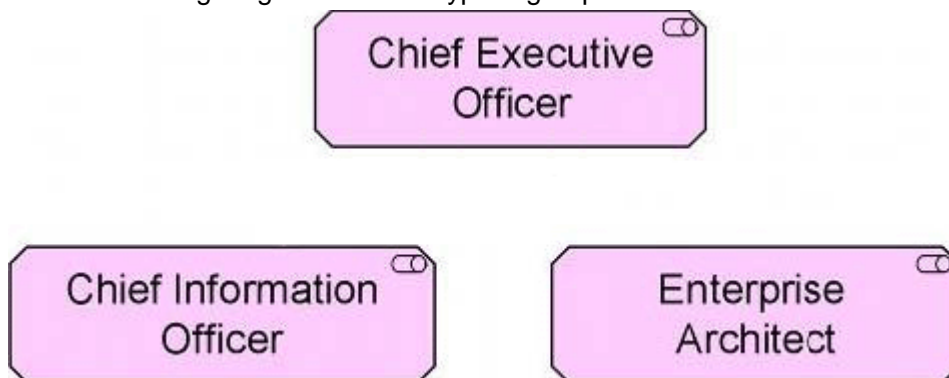 Chief Executive
Officer
Chief Information
Officer
Enterprise
Architect